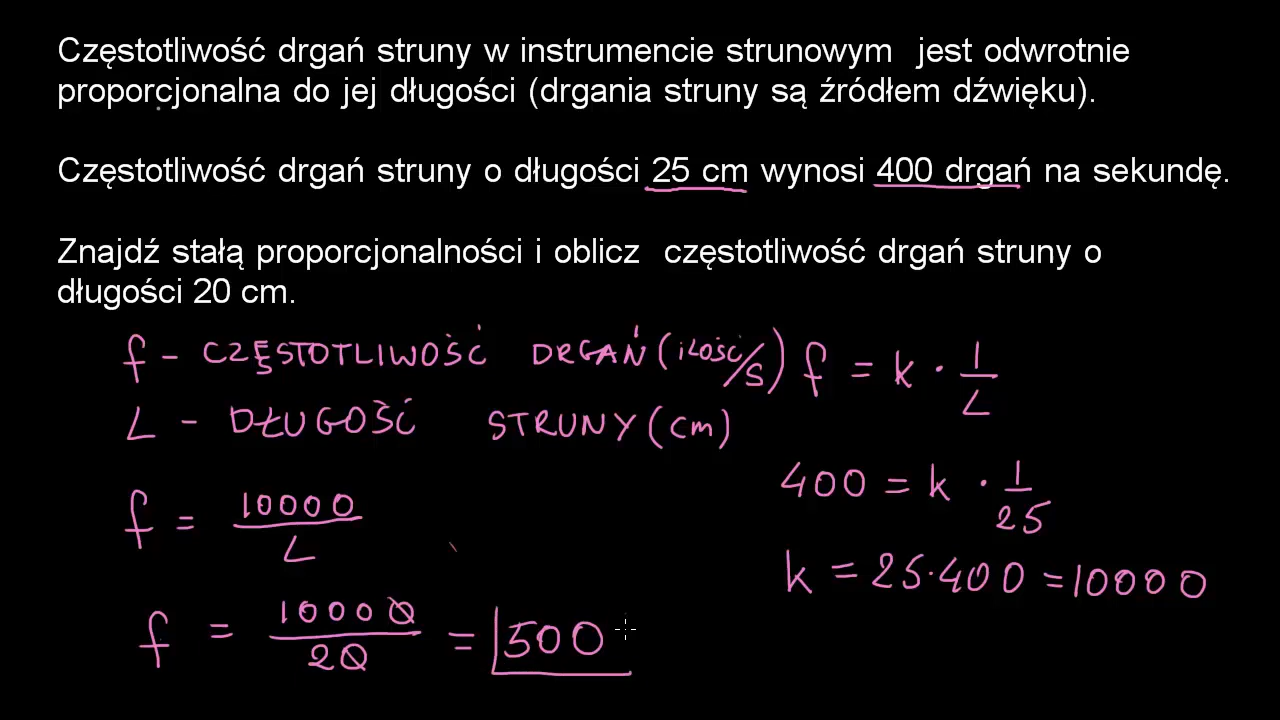 Częstotliwość drgań struny w instrumencie strunowym jest odwrotnie
proporcjonalna do jej długości (drgania struny są źródłem dźwięku).
Częstotliwość drgań struny o długości 25 cm wynosi 400 drgań na sekundę.
Znajdź stałą proporcjonalności i oblicz częstotliwość drgań struny o
długości 20 cm.
f - CZĘSTOTLIWOŚĆ DRGAŃ (ILOŚĆ/S)
L - DŁUGOŚĆ STRUNY (cm)
f = 10000/L
f = 10000/20 = 500
f = k · 1/L
400 = k · 1/25
k = 25·400 = 10000